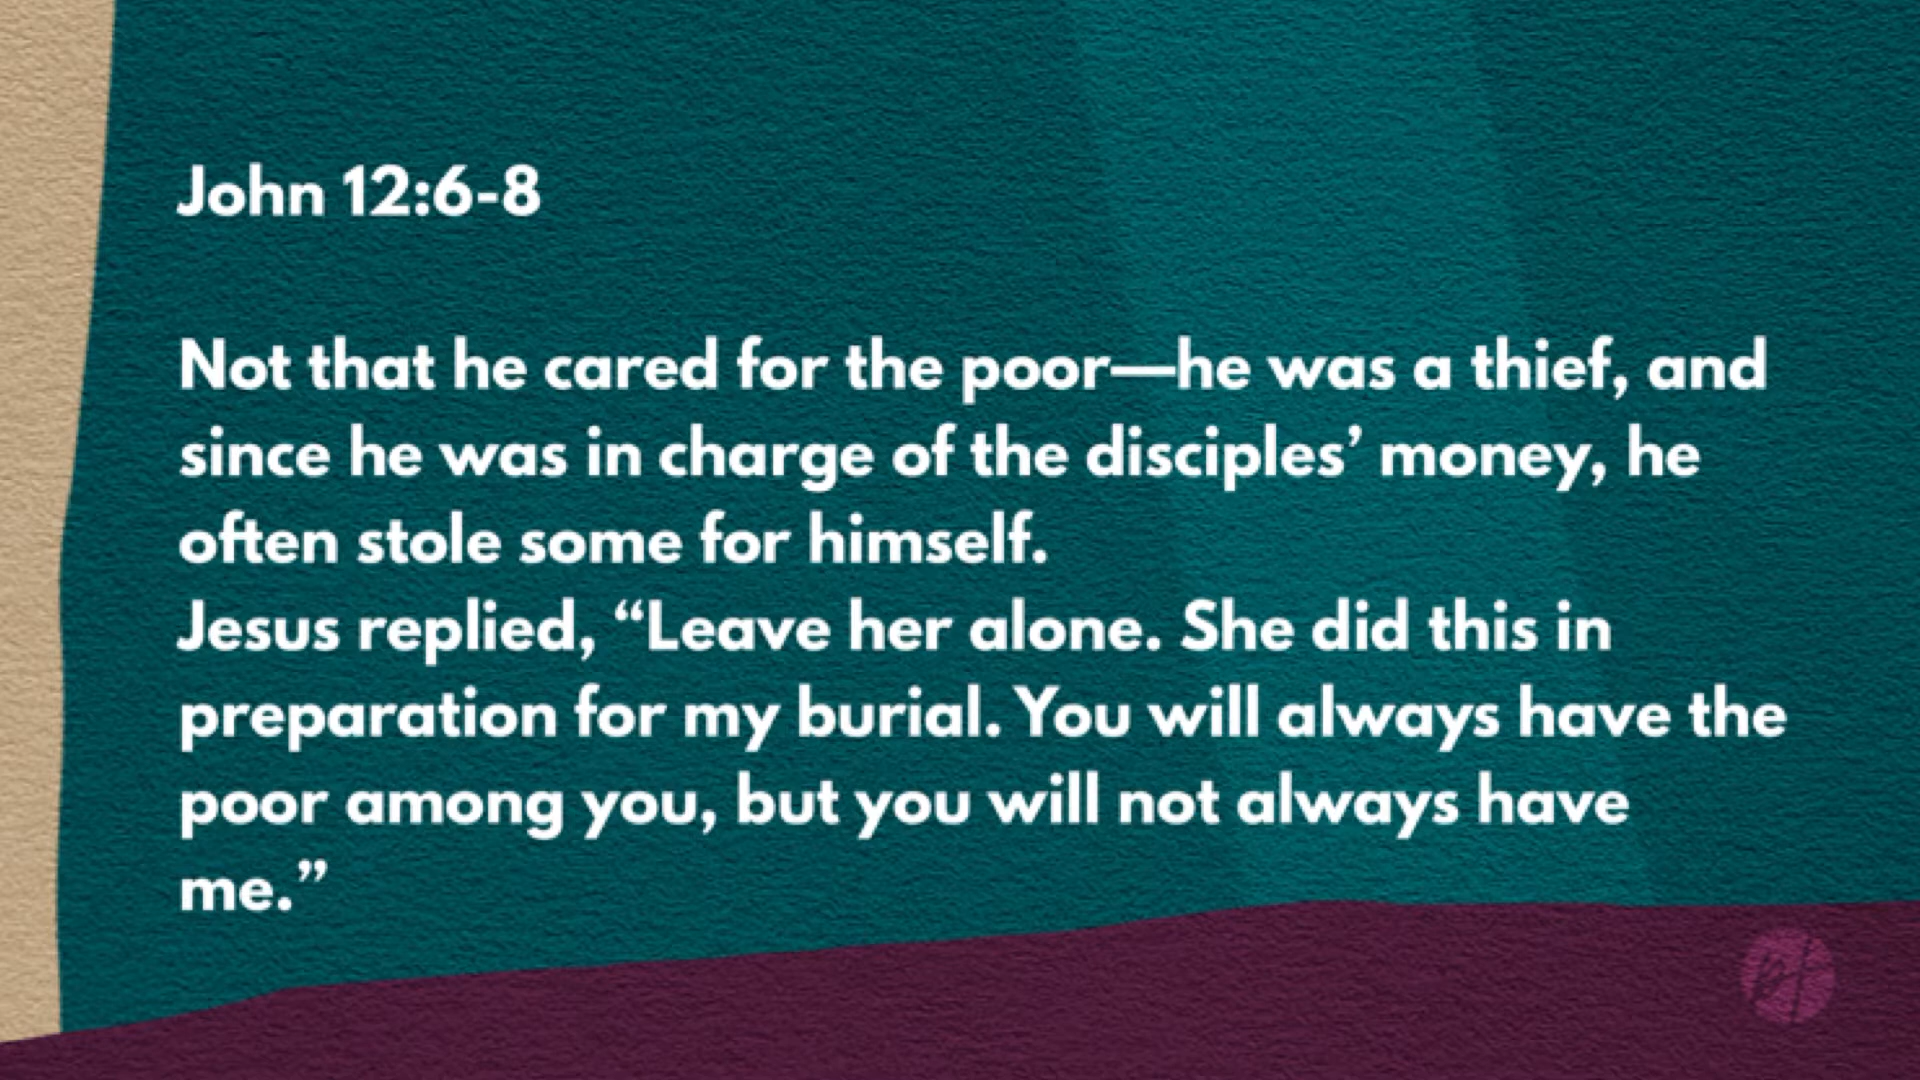 John 12:6-8
Not that he cared for the poor—he was a thief, and
since he was in charge of the disciples’ money, he
often stole some for himself.
Jesus replied, “Leave her alone. She did this in
preparation for my burial. You will always have the
poor among you, but you will not always have
me.”